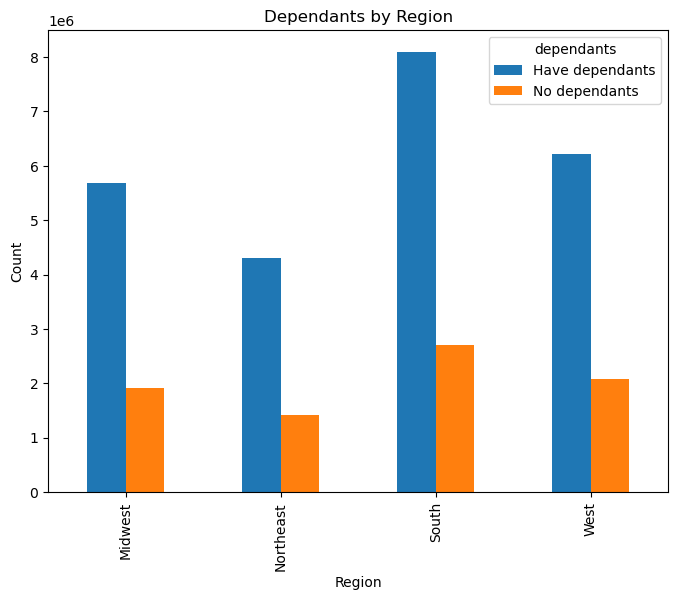 Dependants by Region
1e6
8
7
6
5
4
3
2
1
0
Count
dependants
Have dependants
No dependants
Midwest
Northeast
South
West
Region